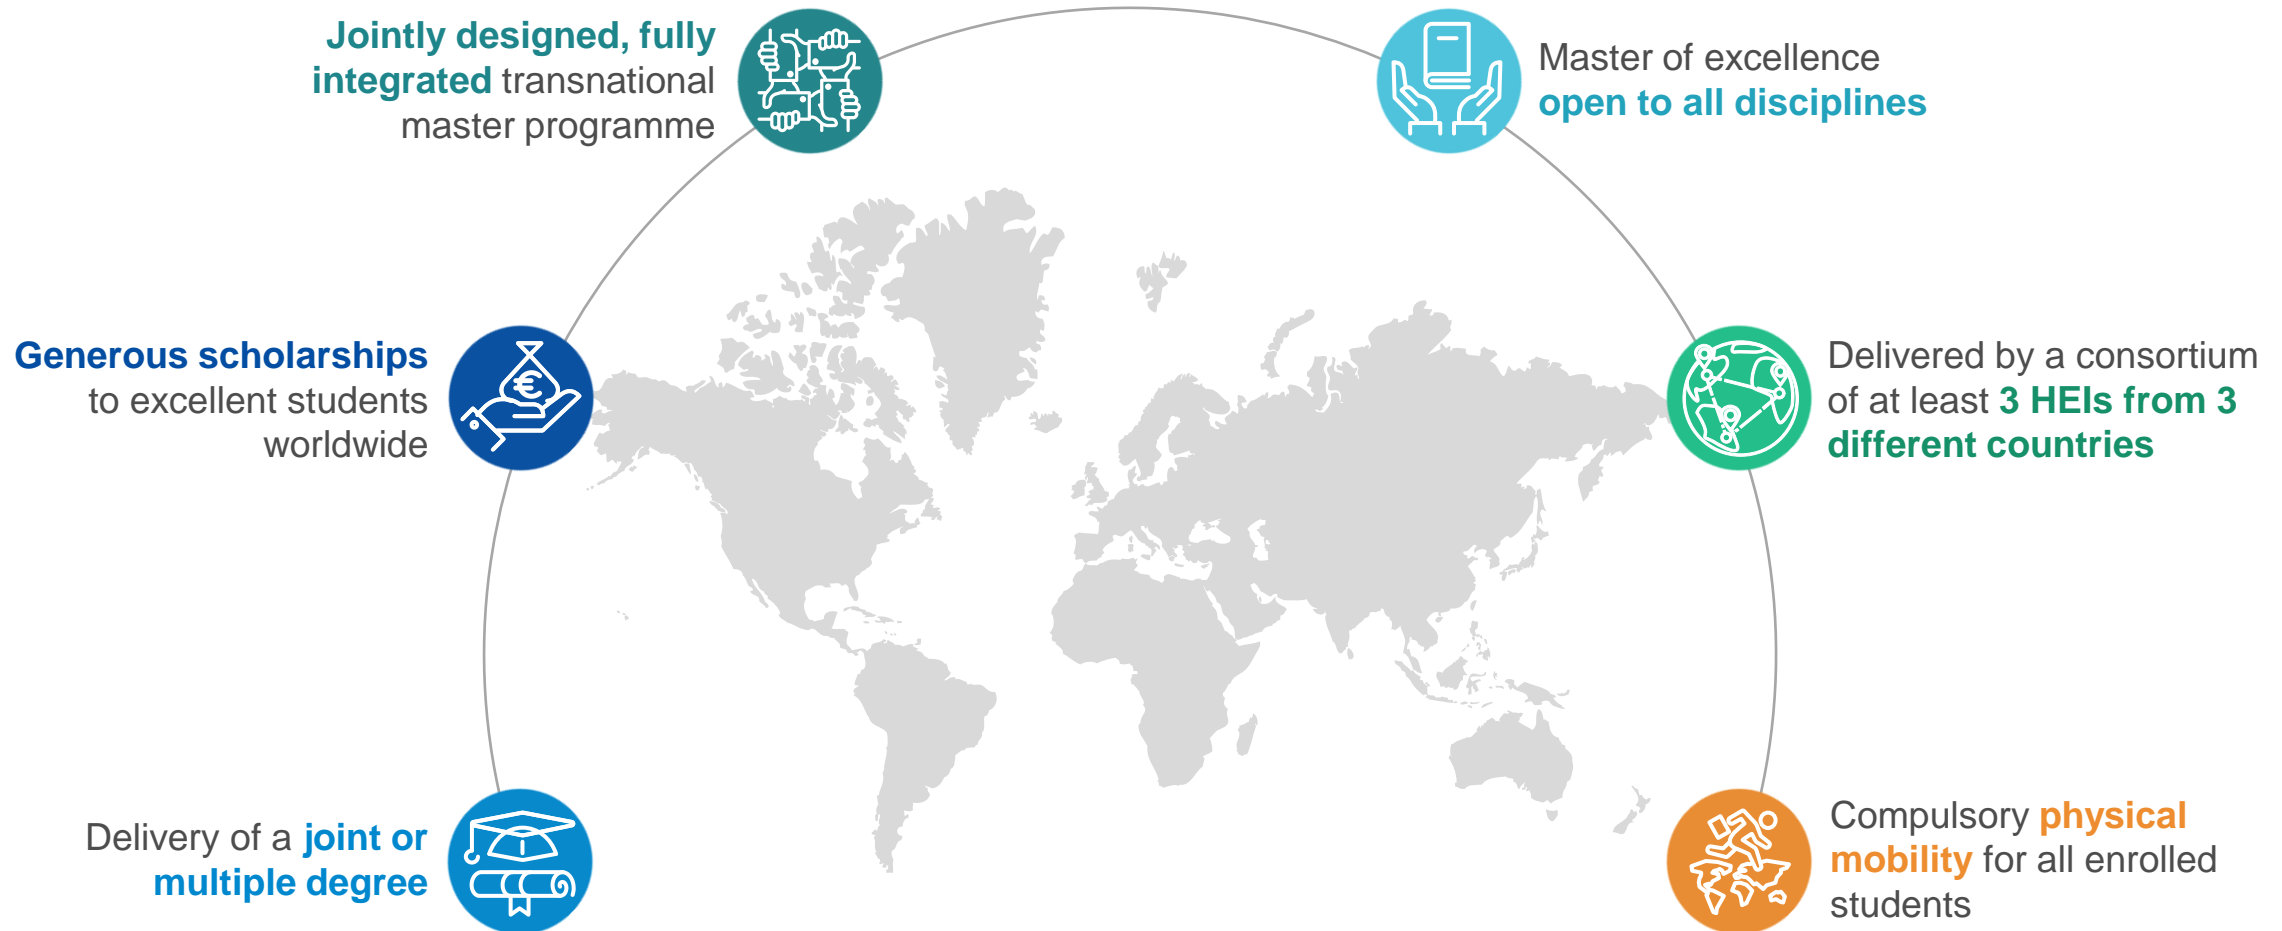 Jointly designed, fully
integrated transnational
master programme
Master of excellence
open to all disciplines
Generous scholarships
to excellent students
worldwide
€
Delivered by a consortium
of at least 3 HEIs from 3
different countries
Delivery of a joint or
multiple degree
Compulsory physical
mobility for all enrolled
students